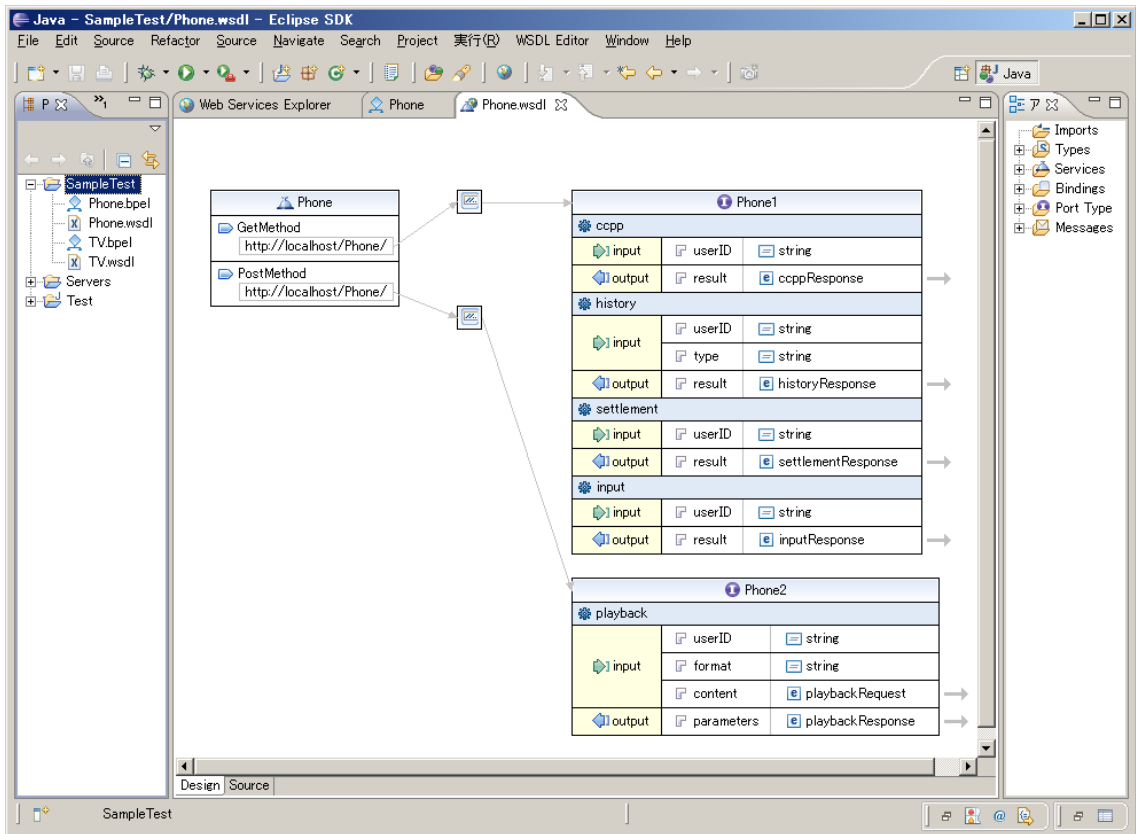 Java - SampleTest/Phone.wsdl - Eclipse SDK
File Edit Source Refactor Source Navigate Search Project 実行(R) WSDL Editor Window Help
Java
P
Web Services Explorer
Phone
Phone.wsdl
ア
SampleTest
Phone.bpel
Phone.wsdl
TV.bpel
TV.wsdl
Servers
Test
Phone
GetMethod
http://localhost/Phone/
PostMethod
http://localhost/Phone/
Phone1
ccpp
input userID string
output result ccppResponse
history
input userID string
type string
output result historyResponse
settlement
input userID string
output result settlementResponse
input
input userID string
output result inputResponse
Phone2
playback
input userID string
format string
content playbackRequest
output parameters playbackResponse
Imports
Types
Services
Bindings
Port Type
Messages
Design Source
SampleTest